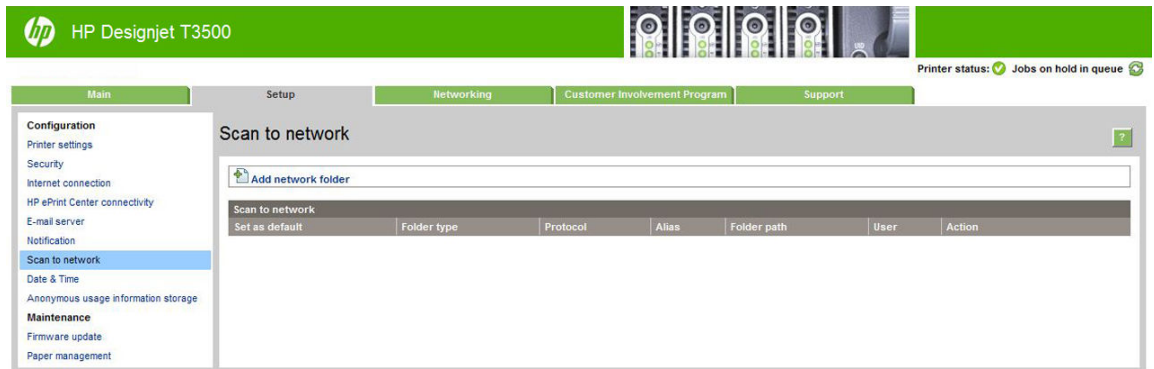 hp HP Designjet T3500
UID
Printer status: Jobs on hold in queue
Main Setup Networking Customer Involvement Program Support
Configuration
Printer settings
Security
Internet connection
HP ePrint Center connectivity
E-mail server
Notification
Scan to network
Date & Time
Anonymous usage information storage
Maintenance
Firmware update
Paper management
Scan to network ?
Add network folder
Scan to network
Set as default Folder type Protocol Alias Folder path User Action